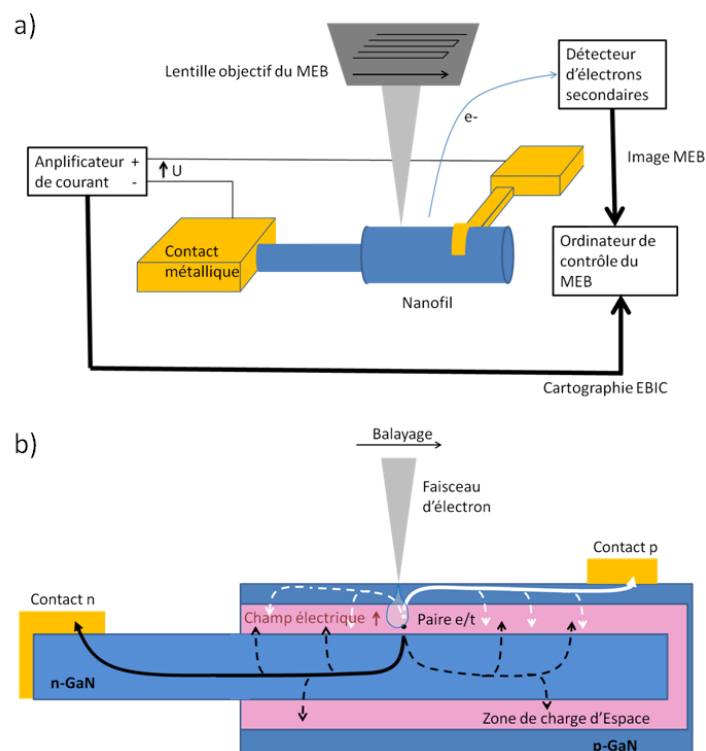 a)
Lentille objectif du MEB
Détecteur
d'électrons
secondaires
e-
Anplificateur +
de courant -
U
Image MEB
Contact
métallique
Ordinateur de
contrôle du
MEB
Nanofil
Cartographie EBIC
b)
Balayage
Faisceau
d'électron
Contact p
Contact n
Champ électrique
Paire e/t
n-GaN
Zone de charge d'Espace
p-GaN